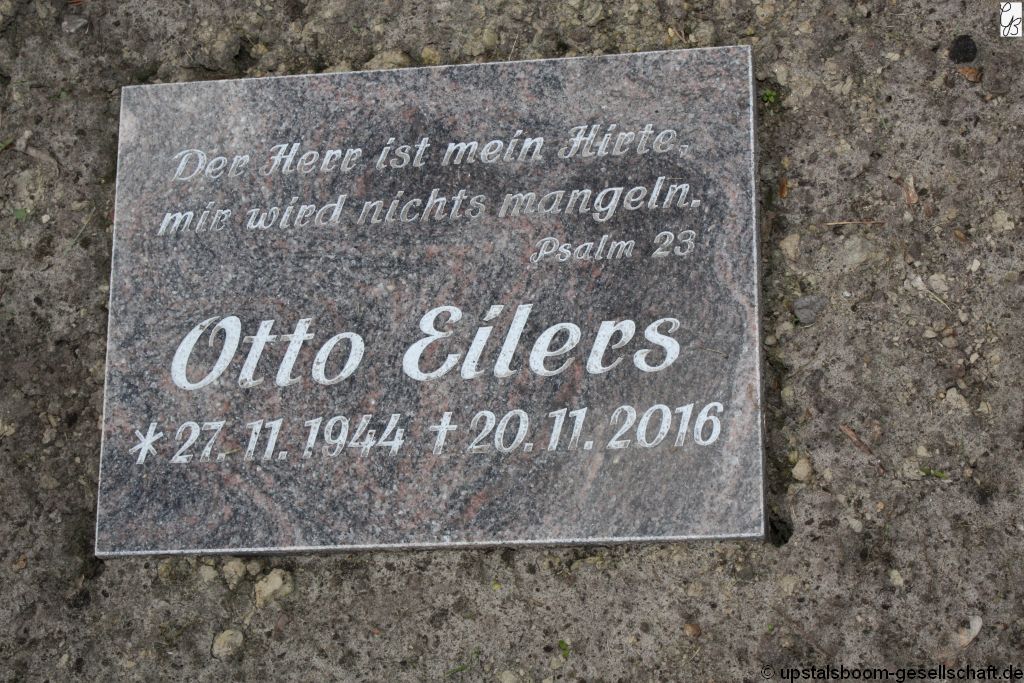 Der Herr ist mein Hirte,
mir wird nichts mangeln.
Psalm 23
Otto Eilers
* 27. 11. 1944 † 20. 11. 2016
© upstalsboom-gesellschaft.de